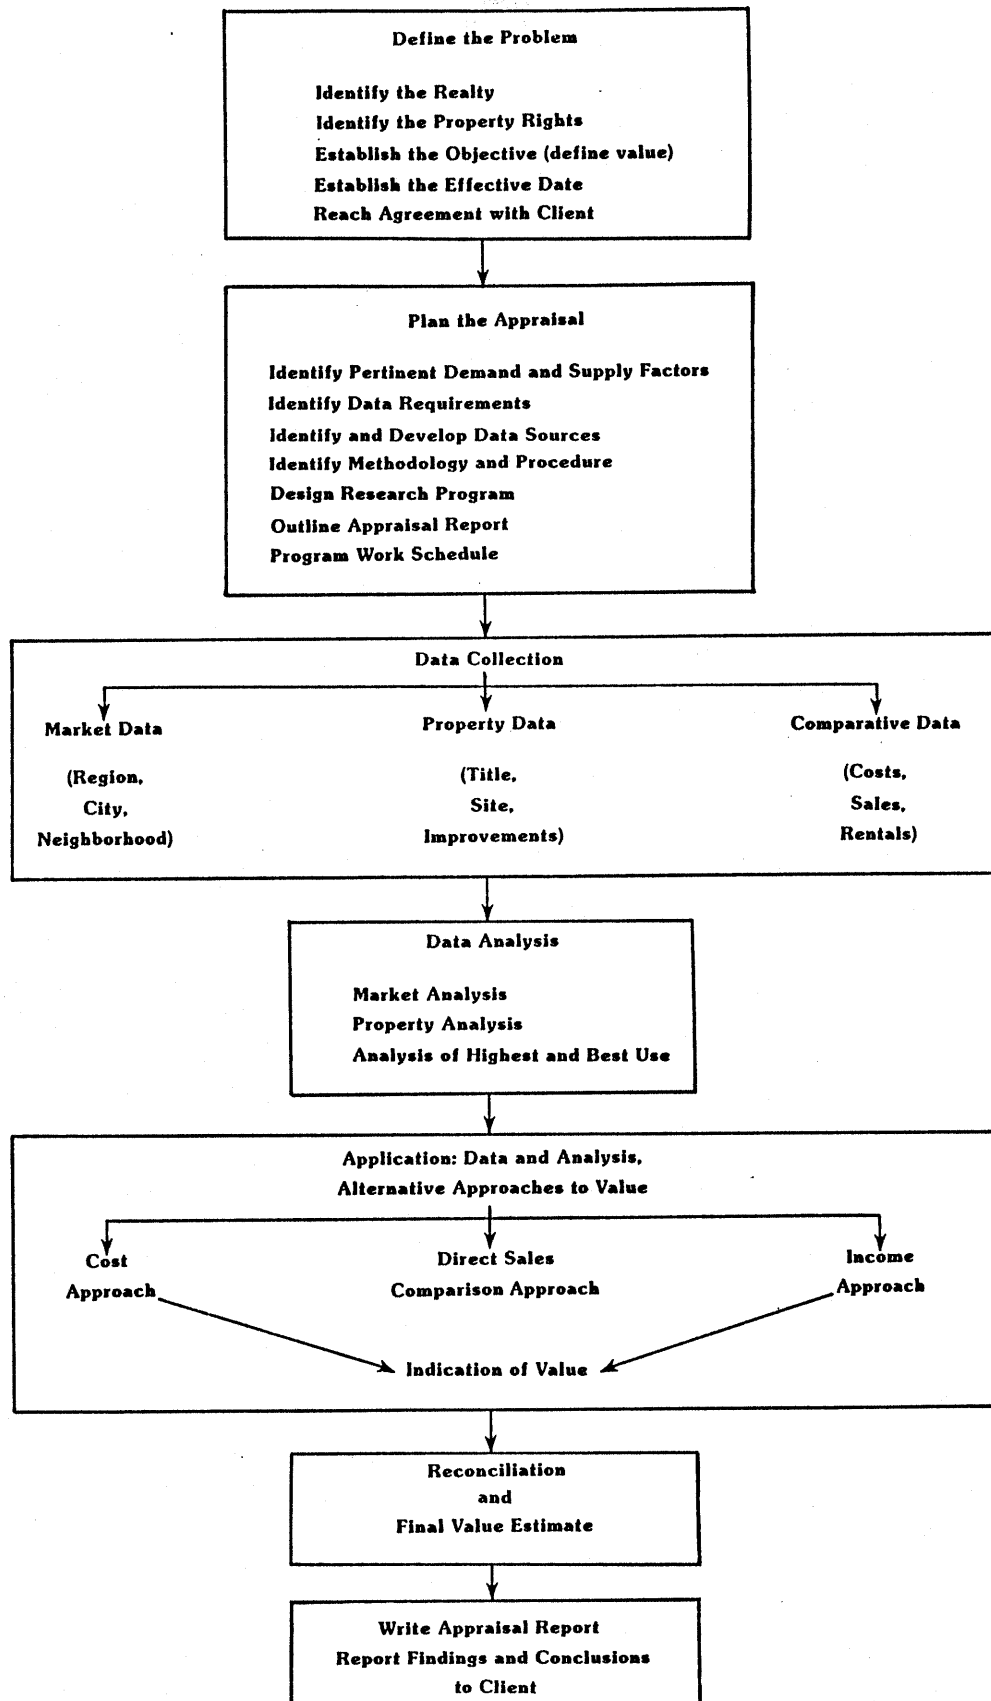 Define the Problem
Identify the Realty
Identify the Property Rights
Establish the Objective (define value)
Establish the Effective Date
Reach Agreement with Client
Plan the Appraisal
Identify Pertinent Demand and Supply Factors
Identify Data Requirements
Identify and Develop Data Sources
Identify Methodology and Procedure
Design Research Program
Outline Appraisal Report
Program Work Schedule
Data Collection
Market Data
(Region,
City,
Neighborhood)
Property Data
(Title,
Site,
Improvements)
Comparative Data
(Costs,
Sales,
Rentals)
Data Analysis
Market Analysis
Property Analysis
Analysis of Highest and Best Use
Application: Data and Analysis,
Alternative Approaches to Value
Cost
Approach
Direct Sales
Comparison Approach
Income
Approach
Indication of Value
Reconciliation
and
Final Value Estimate
Write Appraisal Report
Report Findings and Conclusions
to Client